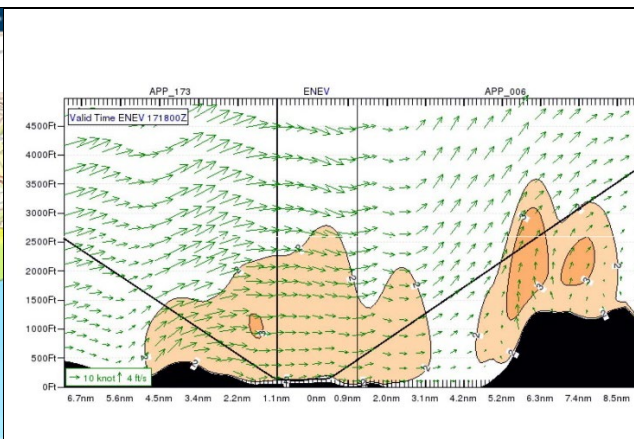 APP_173 ENEV APP_006
Valid Time ENEV 171800Z
4500Ft
4000Ft
3500Ft
3000Ft
2500Ft
2000Ft
1500Ft
1000Ft
500Ft
0Ft
10 knot 4 ft/s
6.7nm 5.6nm 4.5nm 3.4nm 2.2nm 1.1nm 0nm 0.9nm 2.0nm 3.1nm 4.2nm 5.2nm 6.3nm 7.4nm 8.5nm